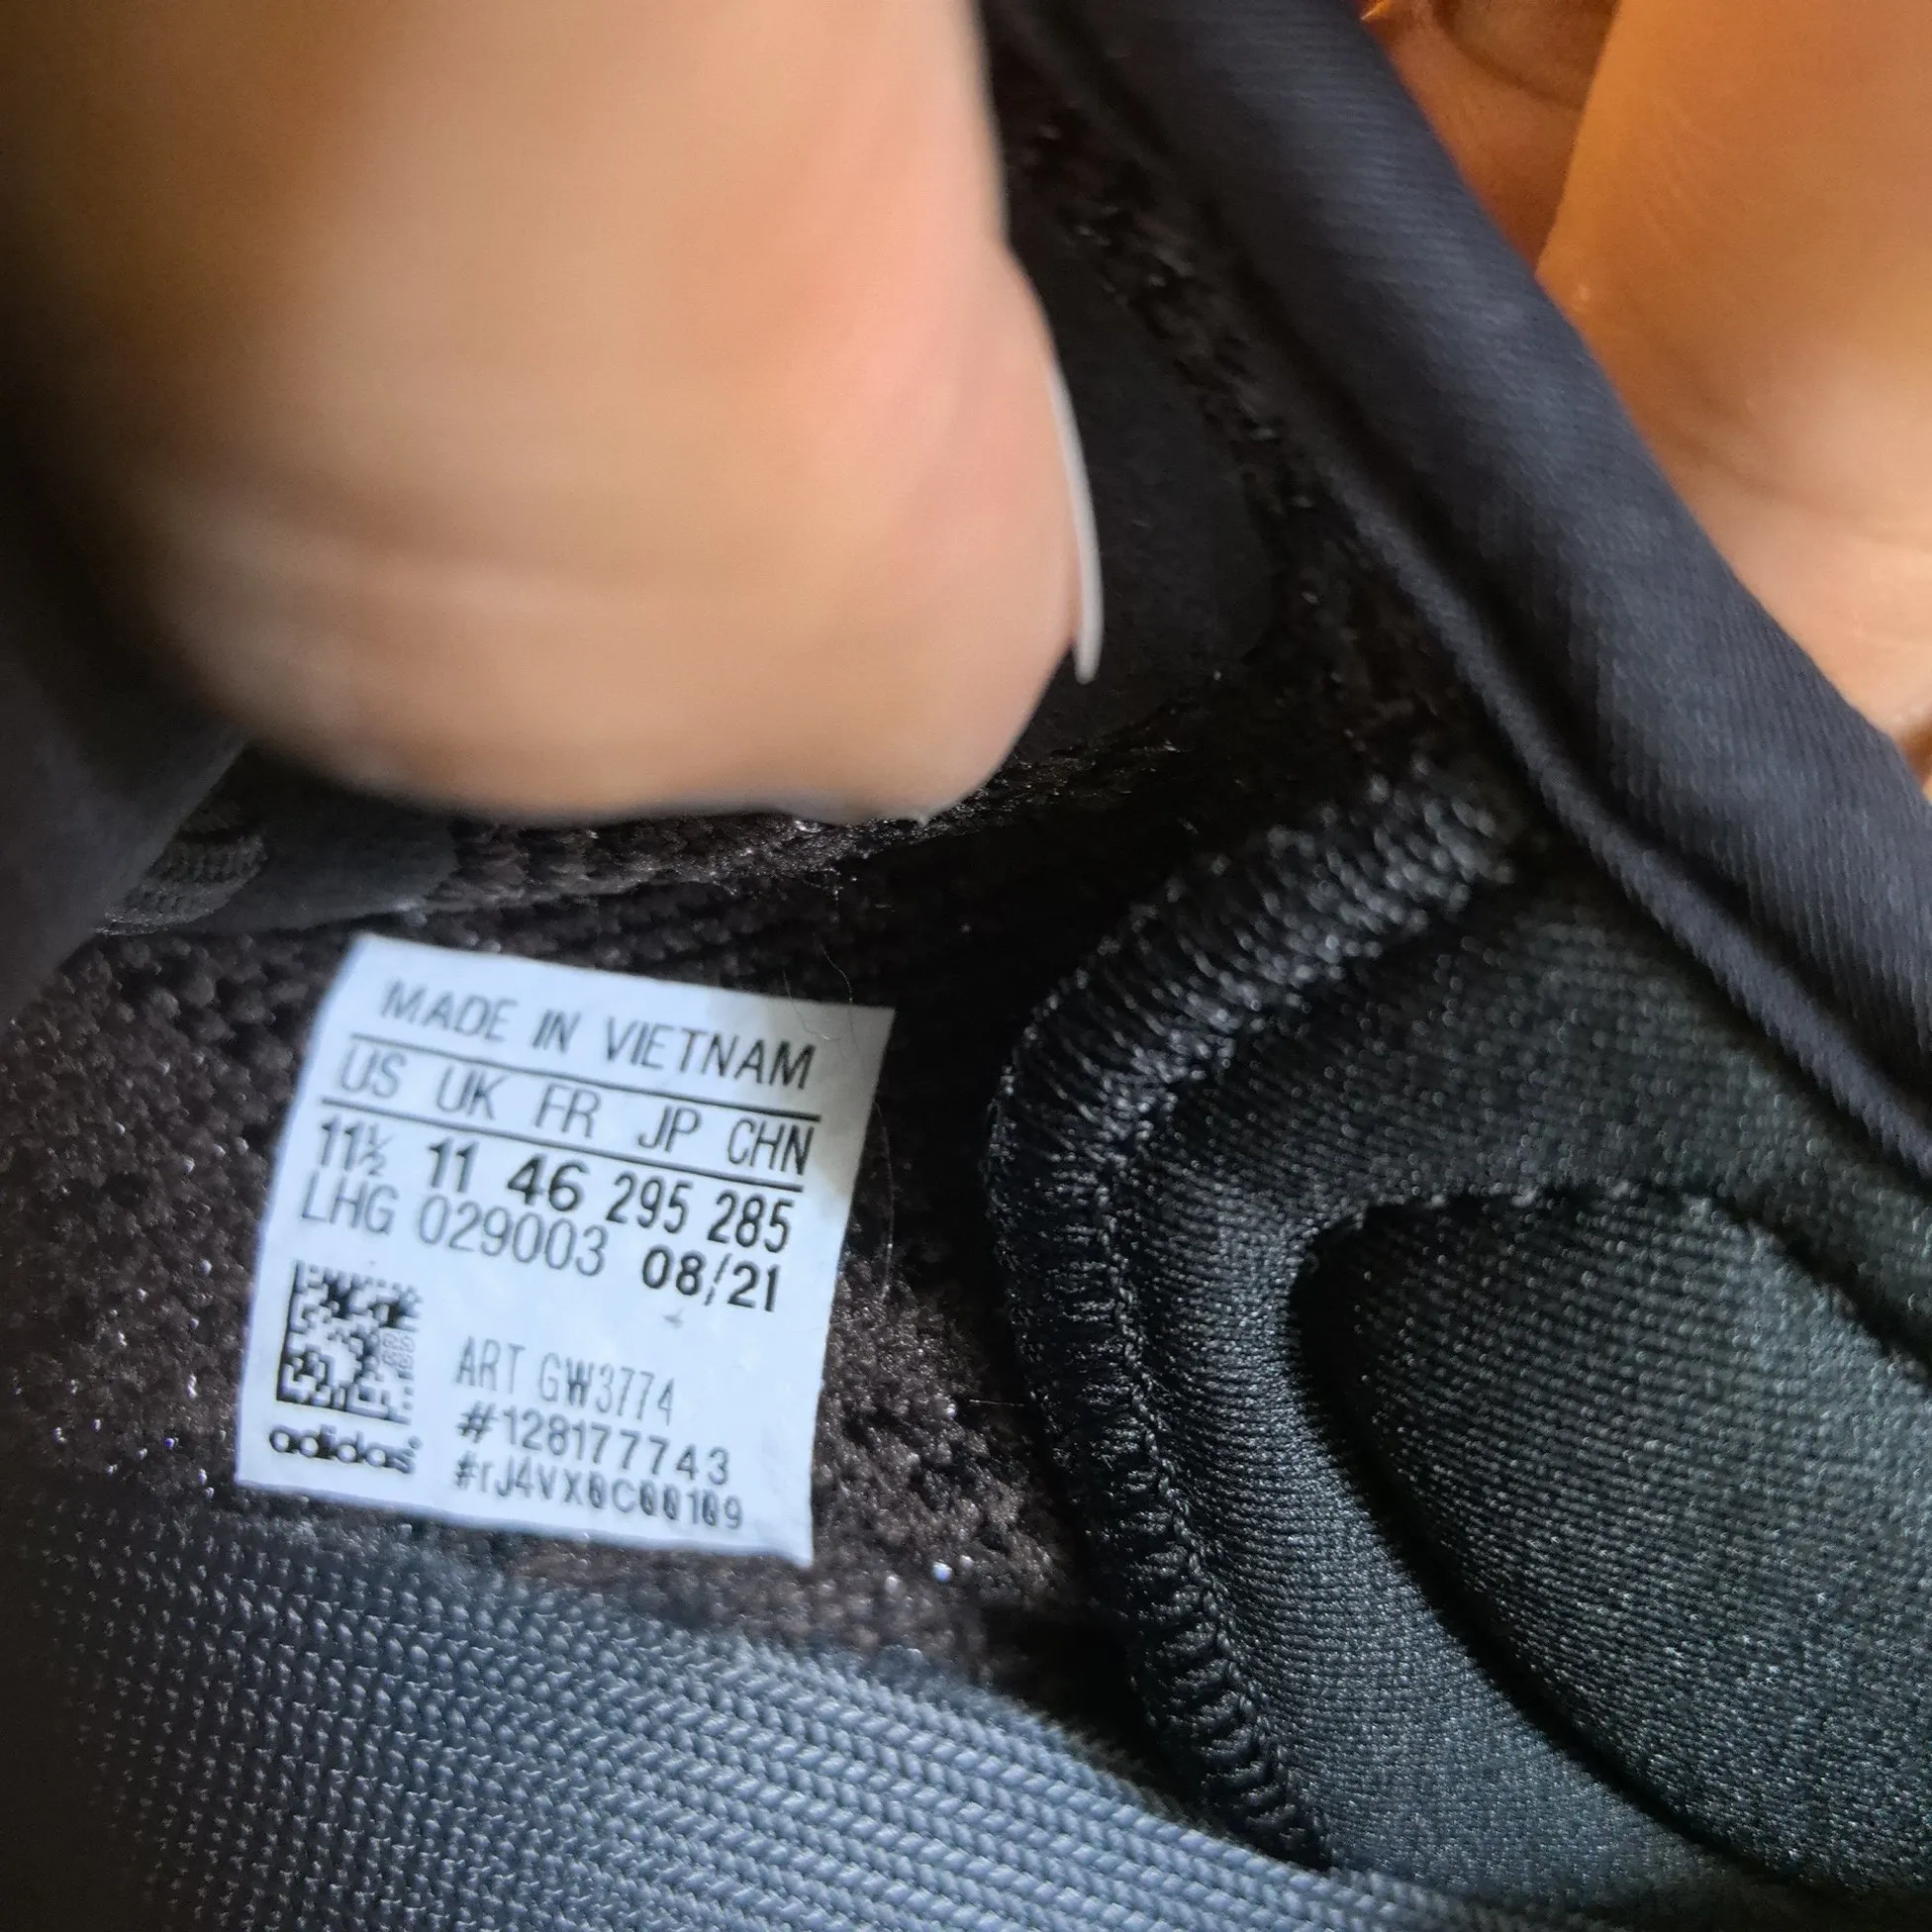 MADE IN VIETNAM
US UK FR JP CHN
11½ 11 46 295 285
LHG 029003 08/21
ART GW3774
#128177743
#rJ4VX0C00109
adidas®